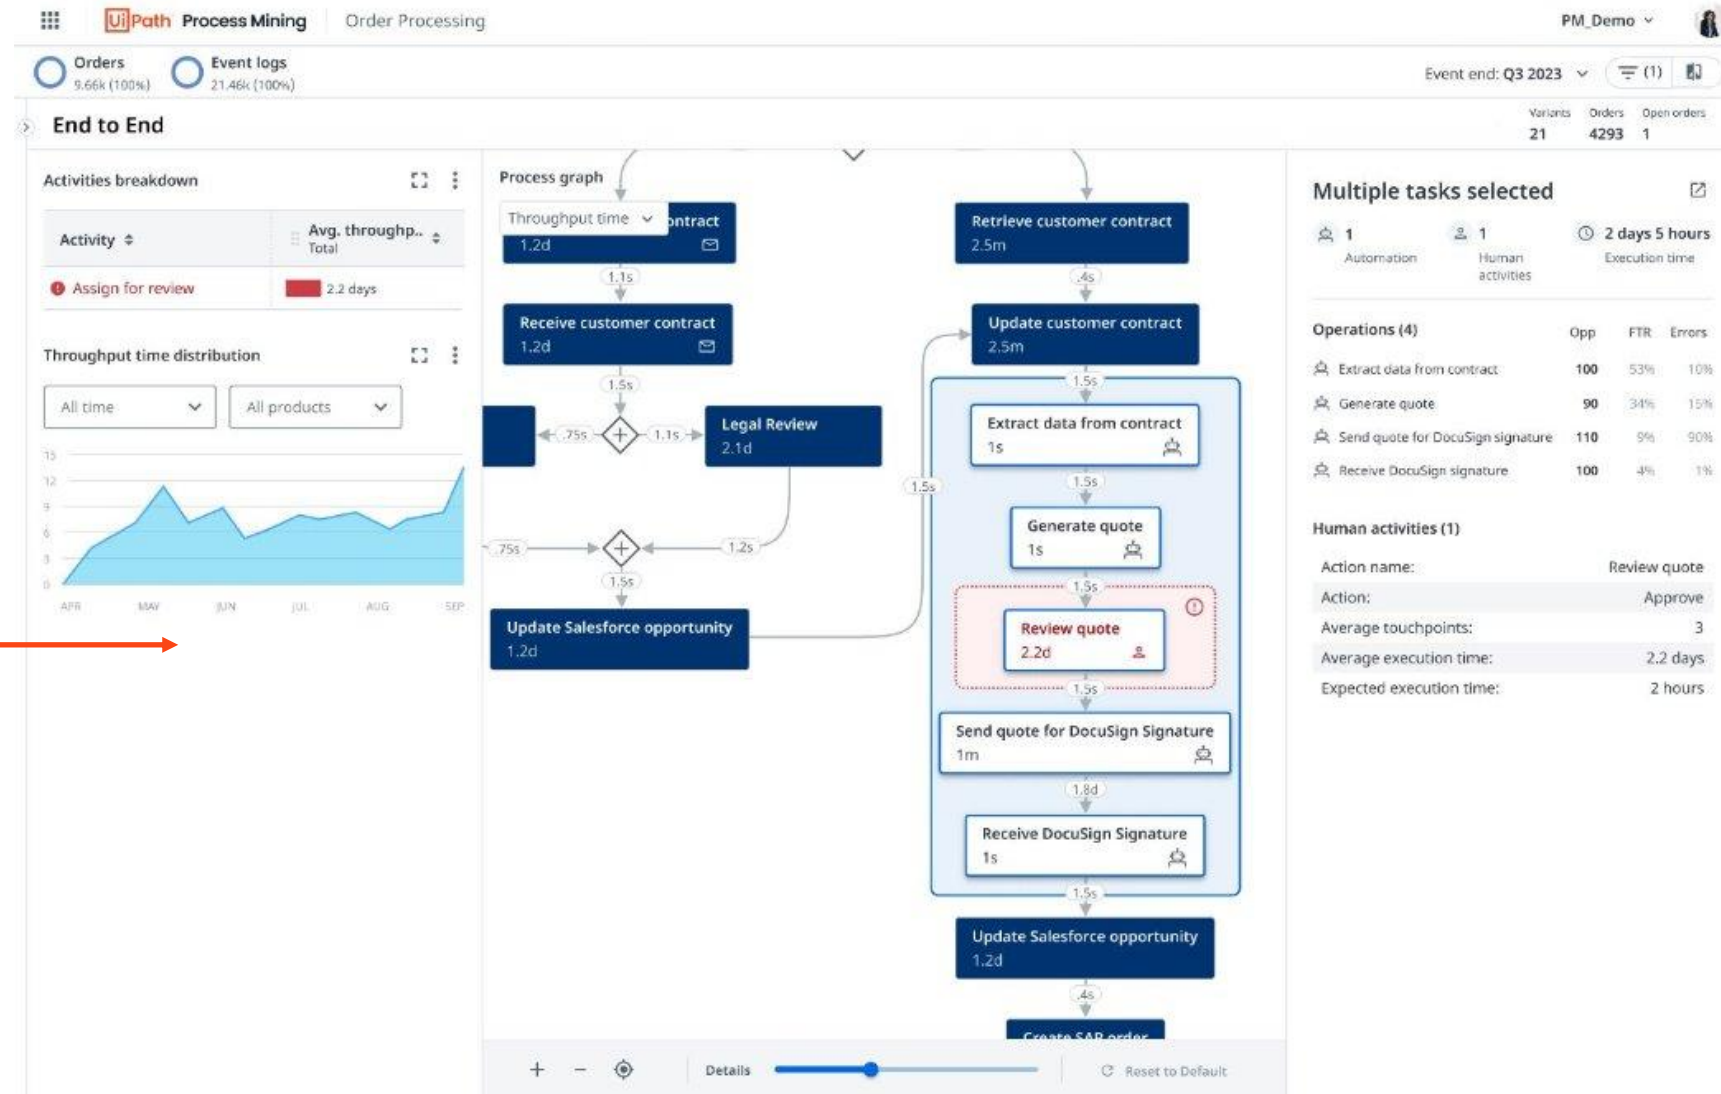 UiPath Process Mining Order Processing PM_Demo
Orders
9.66k (100%)
Event logs
21.46k (100%)
Event end: Q3 2023 (1)
End to End
Variants Orders Open orders
21 4293 1
Activities breakdown
Activity Avg. throughp.. Total
Assign for review 2.2 days
Throughput time distribution
All time All products
15
12
9
6
3
0
APR MAY JUN JUL AUG SEP
Process graph
Throughput time
ontract
1.2d
1.1s
Receive customer contract
1.2d
1.5s
.75s 1.1s
Legal Review
2.1d
.75s 1.2s
1.5s
Update Salesforce opportunity
1.2d
1.5s
Retrieve customer contract
2.5m
.4s
Update customer contract
2.5m
1.5s
Extract data from contract
1s
1.5s
Generate quote
1s
1.5s
Review quote
2.2d
1.5s
Send quote for DocuSign Signature
1m
1.8d
Receive DocuSign Signature
1s
1.5s
Update Salesforce opportunity
1.2d
.4s
Create SAP order
Details Reset to Default
Multiple tasks selected
1 Automation
1 Human activities
2 days 5 hours Execution time
Operations (4) Opp FTR Errors
Extract data from contract 100 53% 10%
Generate quote 90 34% 15%
Send quote for DocuSign signature 110 9% 90%
Receive DocuSign signature 100 4% 1%
Human activities (1)
Action name: Review quote
Action: Approve
Average touchpoints: 3
Average execution time: 2.2 days
Expected execution time: 2 hours